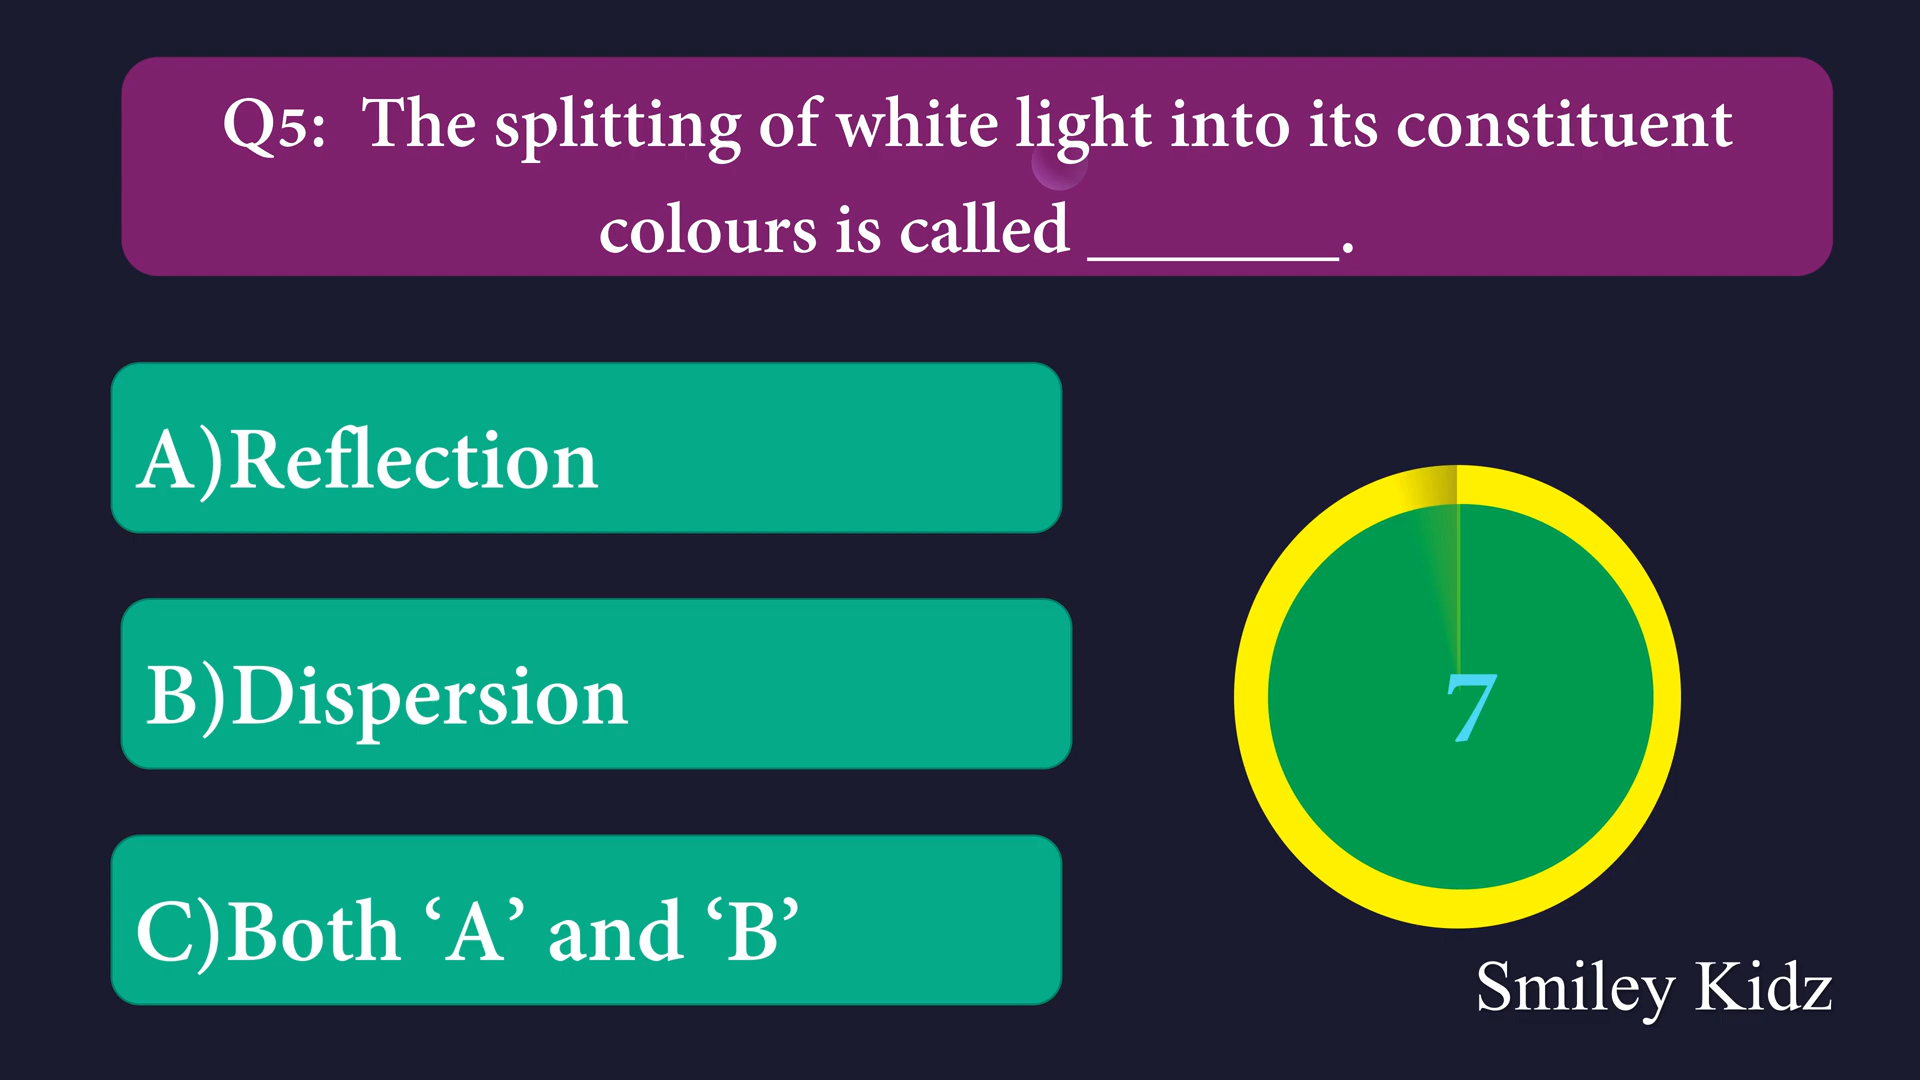 Q5: The splitting of white light into its constituent
colours is called ________.
A)Reflection
B)Dispersion
C)Both ‘A’ and ‘B’
7
Smiley Kidz